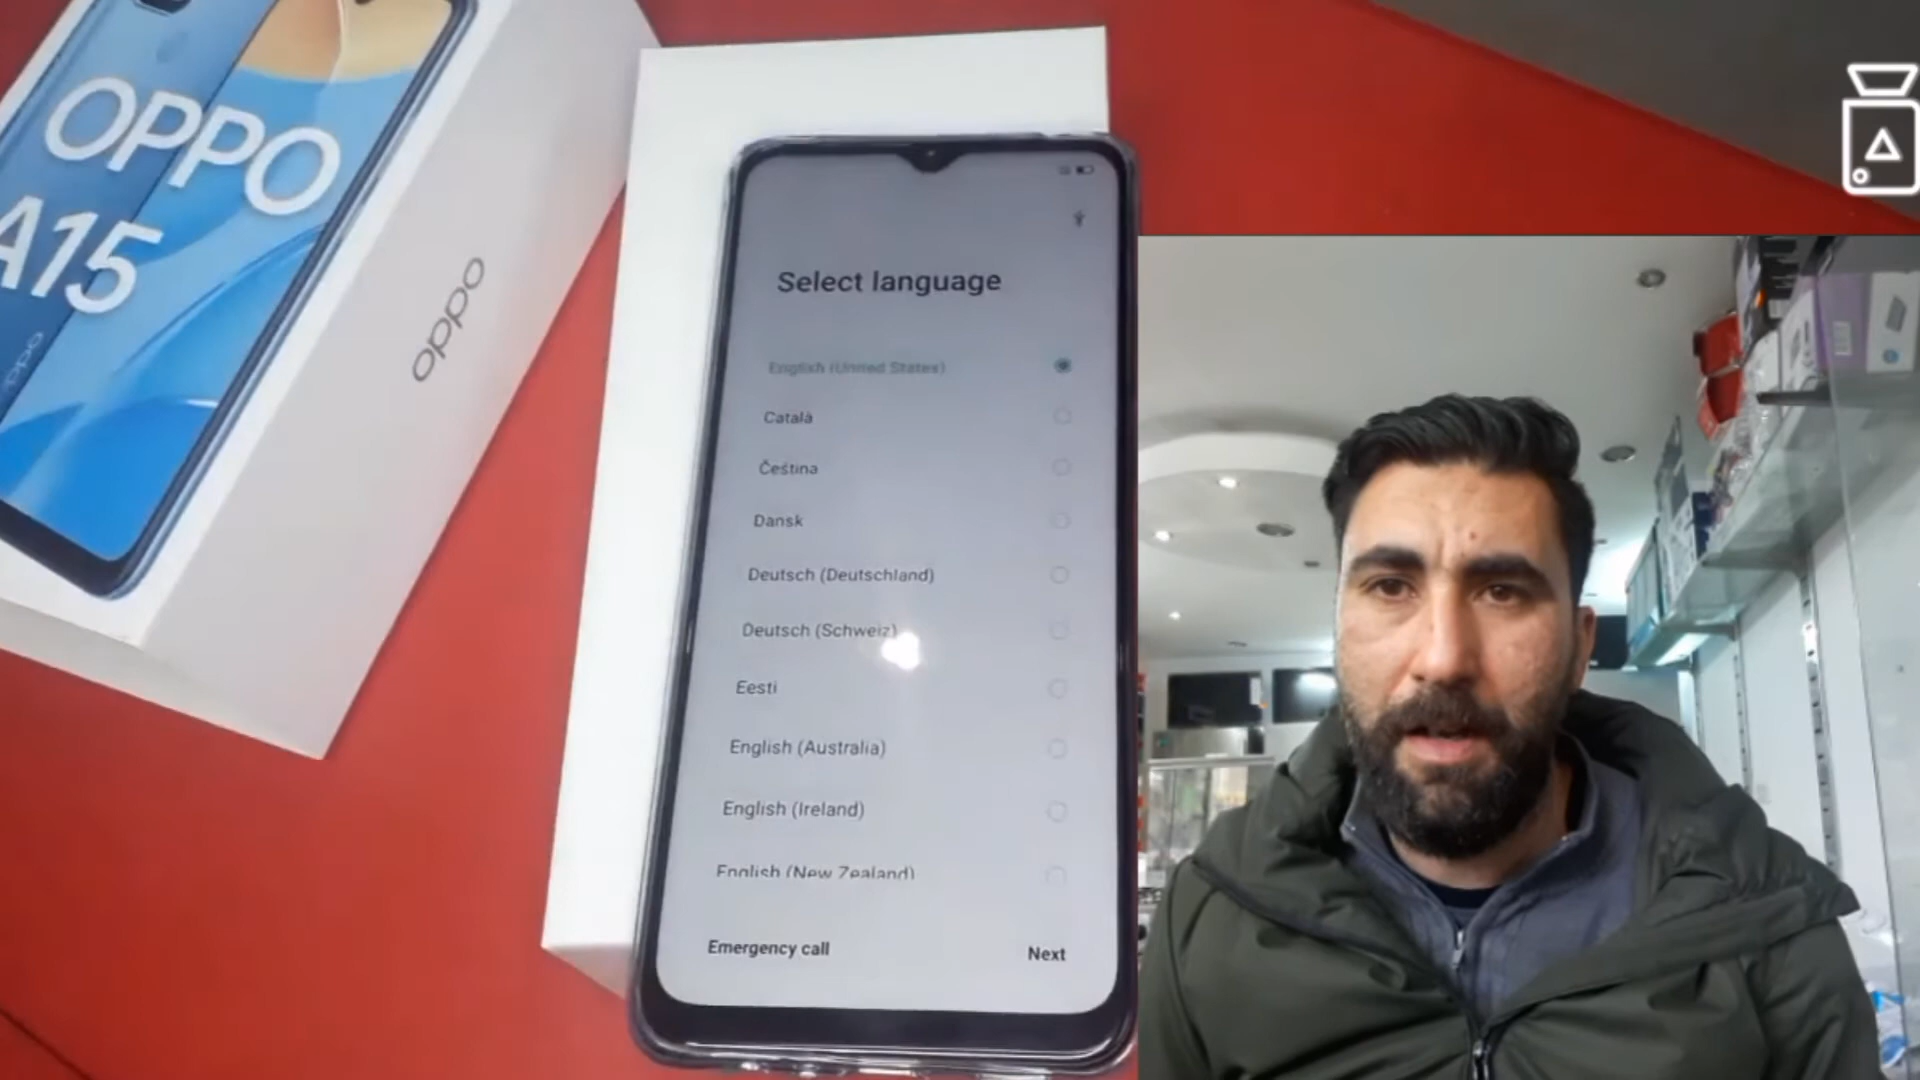 OPPO
A15
oppo
Select language
English (United States)
Català
Čeština
Dansk
Deutsch (Deutschland)
Deutsch (Schweiz)
Eesti
English (Australia)
English (Ireland)
English (New Zealand)
Emergency call
Next